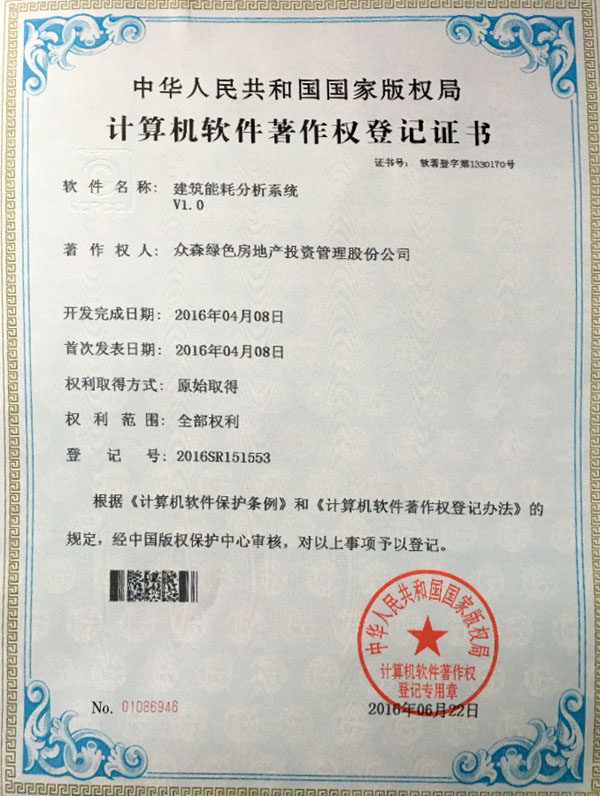 中华人民共和国国家版权局
计算机软件著作权登记证书
证书号: 软著登字第1330170号
软件名称: 建筑能耗分析系统
V1.0
著作权人: 众森绿色房地产投资管理股份公司
开发完成日期: 2016年04月08日
首次发表日期: 2016年04月08日
权利取得方式: 原始取得
权利范围: 全部权利
登记号: 2016SR151553
根据《计算机软件保护条例》和《计算机软件著作权登记办法》的
规定，经中国版权保护中心审核，对以上事项予以登记。
中华人民共和国国家版权局
计算机软件著作权
登记专用章
No. 01086946
2016年06月22日